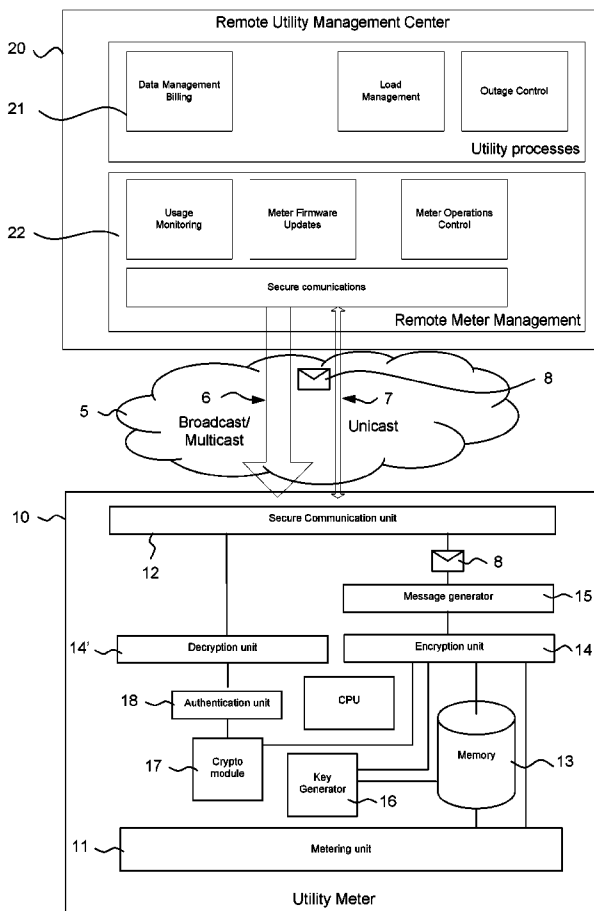 Remote Utility Management Center
20
Data Management
Billing
Load
Management
Outage Control
21
Utility processes
Usage
Monitoring
Meter Firmware
Updates
Meter Operations
Control
22
Secure comunications
Remote Meter Management
8
5
6
7
Broadcast/
Multicast
Unicast
10
Secure Communication unit
12
8
Message generator
15
14'
Decryption unit
Encryption unit
14
18
Authentication unit
CPU
17
Crypto
module
Key
Generator
16
Memory
13
11
Metering unit
Utility Meter